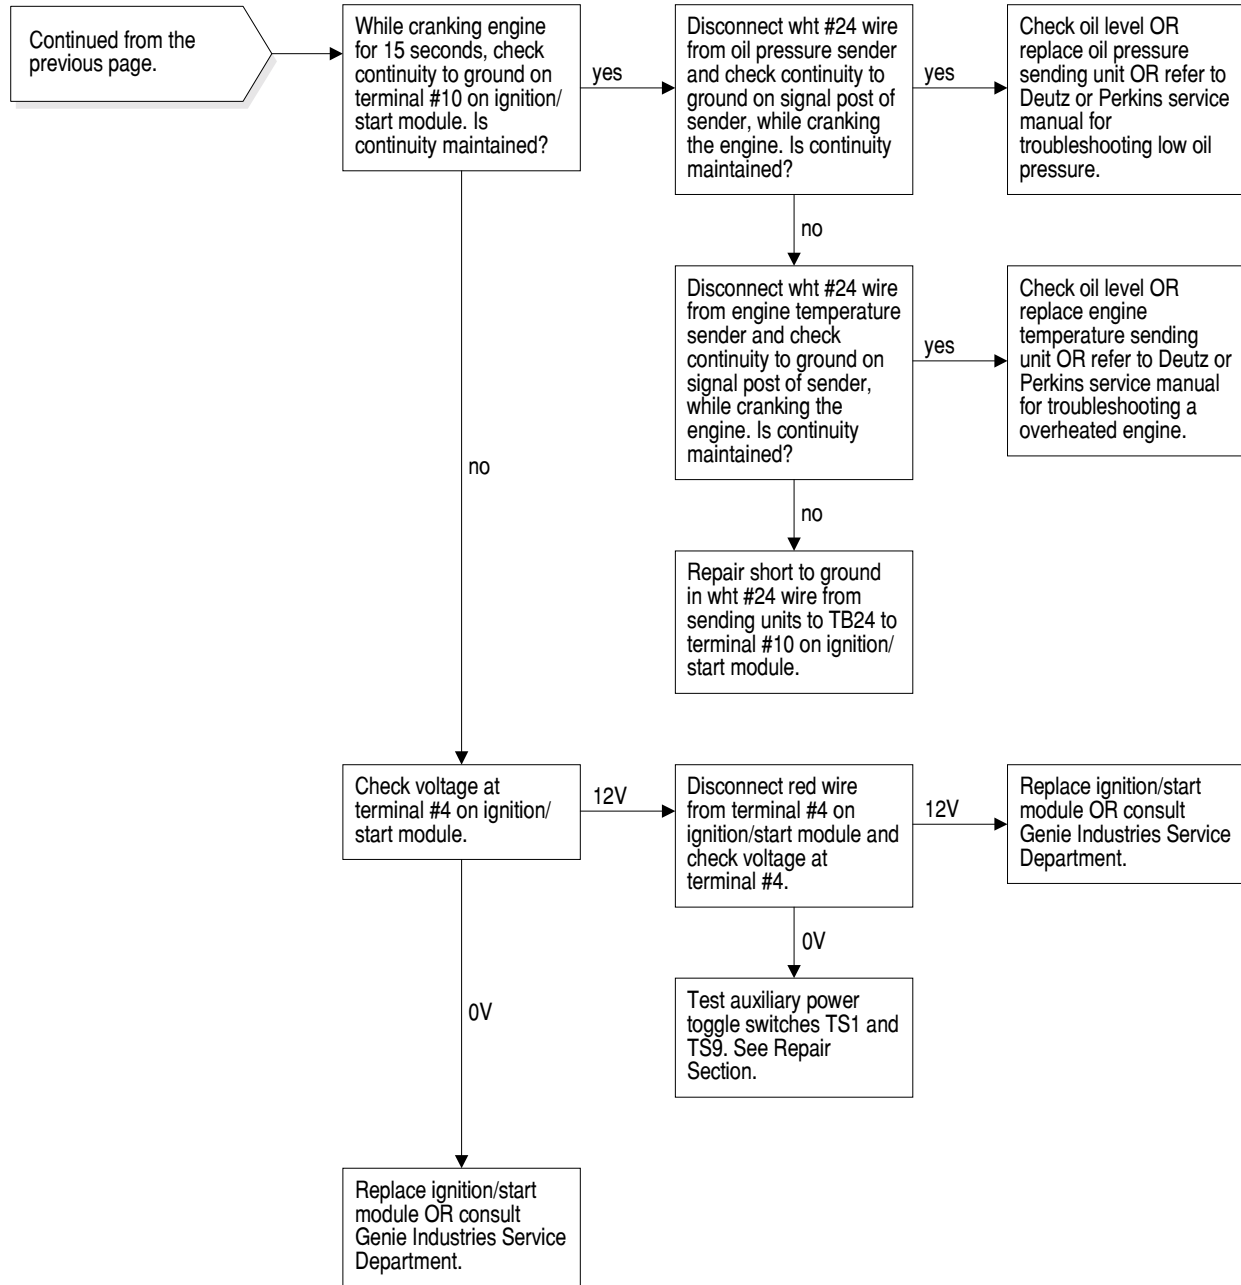 Continued from the
previous page.
While cranking engine
for 15 seconds, check
continuity to ground on
terminal #10 on ignition/
start module. Is
continuity maintained?
yes
Disconnect wht #24 wire
from oil pressure sender
and check continuity to
ground on signal post of
sender, while cranking
the engine. Is continuity
maintained?
yes
Check oil level OR
replace oil pressure
sending unit OR refer to
Deutz or Perkins service
manual for
troubleshooting low oil
pressure.
no
Disconnect wht #24 wire
from engine temperature
sender and check
continuity to ground on
signal post of sender,
while cranking the
engine. Is continuity
maintained?
yes
Check oil level OR
replace engine
temperature sending
unit OR refer to Deutz or
Perkins service manual
for troubleshooting a
overheated engine.
no
no
Repair short to ground
in wht #24 wire from
sending units to TB24 to
terminal #10 on ignition/
start module.
Check voltage at
terminal #4 on ignition/
start module.
12V
Disconnect red wire
from terminal #4 on
ignition/start module and
check voltage at
terminal #4.
12V
Replace ignition/start
module OR consult
Genie Industries Service
Department.
0V
Test auxiliary power
toggle switches TS1 and
TS9. See Repair
Section.
0V
Replace ignition/start
module OR consult
Genie Industries Service
Department.